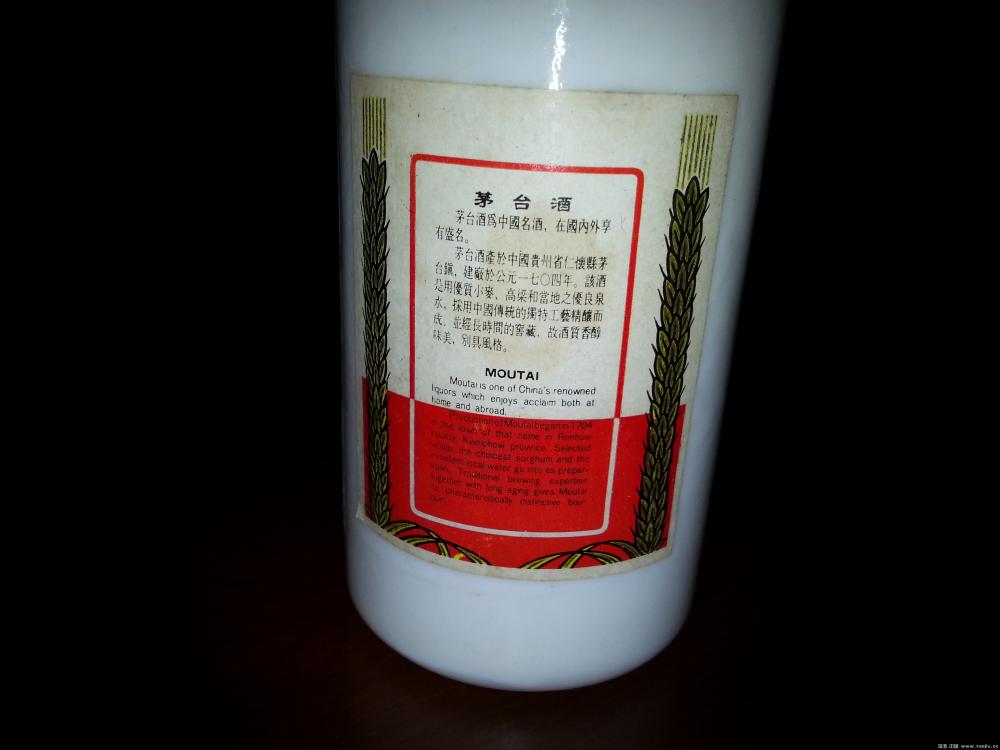 茅台酒
茅台酒爲中國名酒，在國內外享
有盛名。
茅台酒產於中國貴州省仁懷縣茅
台鎭，建廠於公元一七〇四年。該酒
是用優質小麥、高梁和當地之優良泉
水，採用中國傳統的獨特工藝精釀而
成，並經長時間的窖藏，故酒質香醇
味美，別具風格。
MOUTAI
Moutai is one of China's renowned
liquors which enjoys acclaim both at
home and abroad.
Production of Moutai began in 1704
in the town of that name in Renhuai
county, Kweichow province. Selected
wheat, the choicest sorghum and the
excellent local water go into its prepar-
ation. Traditional brewing expertise
together with long aging gives Moutai
its characteristically distinctive bou-
quet.